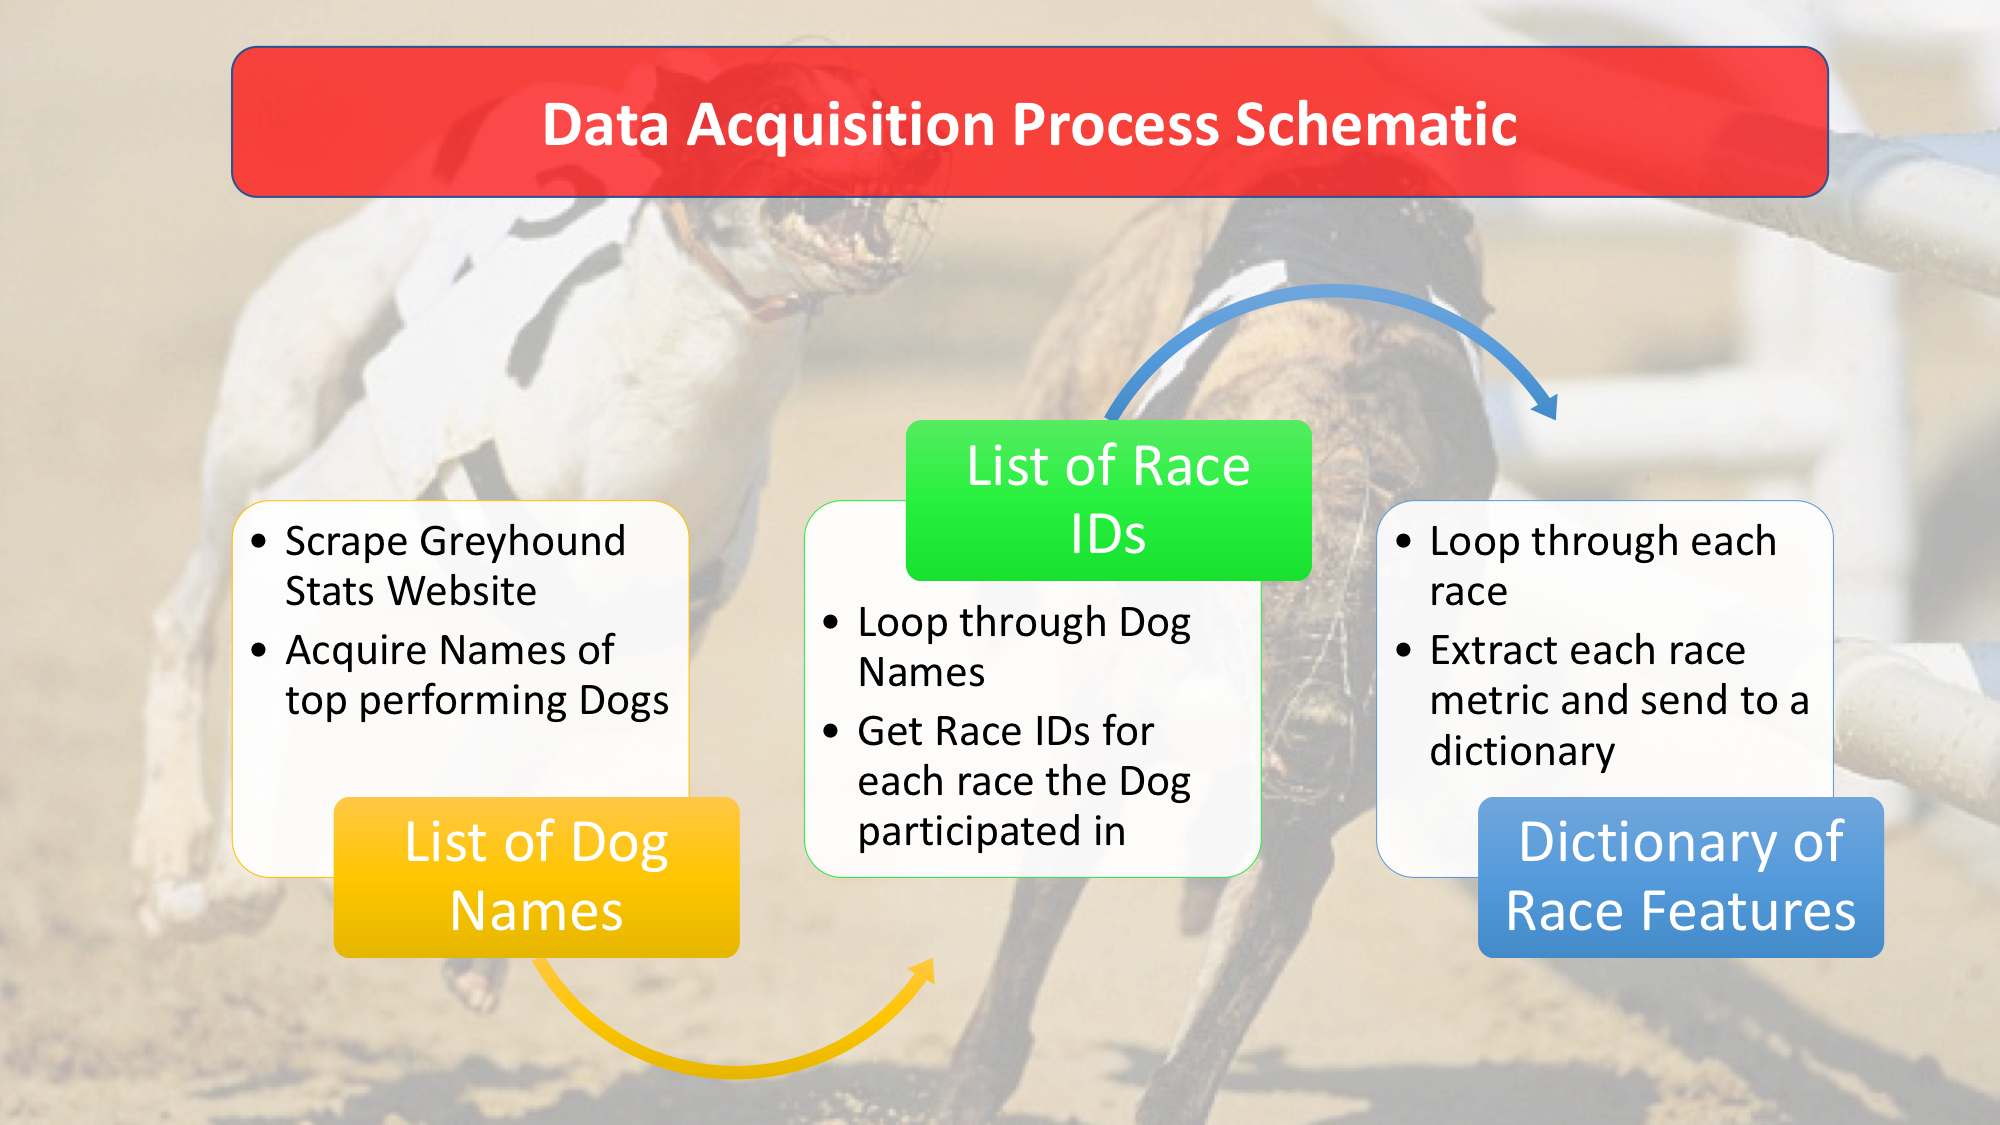 Data Acquisition Process Schematic
• Scrape Greyhound
Stats Website
• Acquire Names of
top performing Dogs
List of Dog
Names
List of Race
IDs
• Loop through Dog
Names
• Get Race IDs for
each race the Dog
participated in
• Loop through each
race
• Extract each race
metric and send to a
dictionary
Dictionary of
Race Features